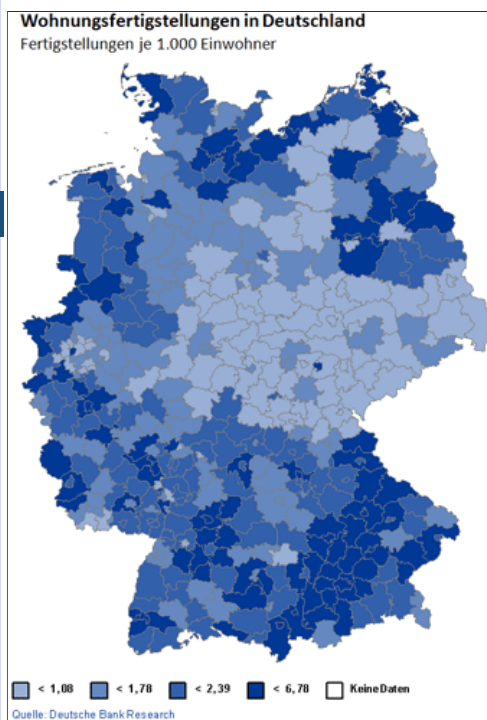 Wohnungsfertigstellungen in Deutschland
Fertigstellungen je 1.000 Einwohner
< 1,08 < 1,78 < 2,39 < 6,78 Keine Daten
Quelle: Deutsche Bank Research